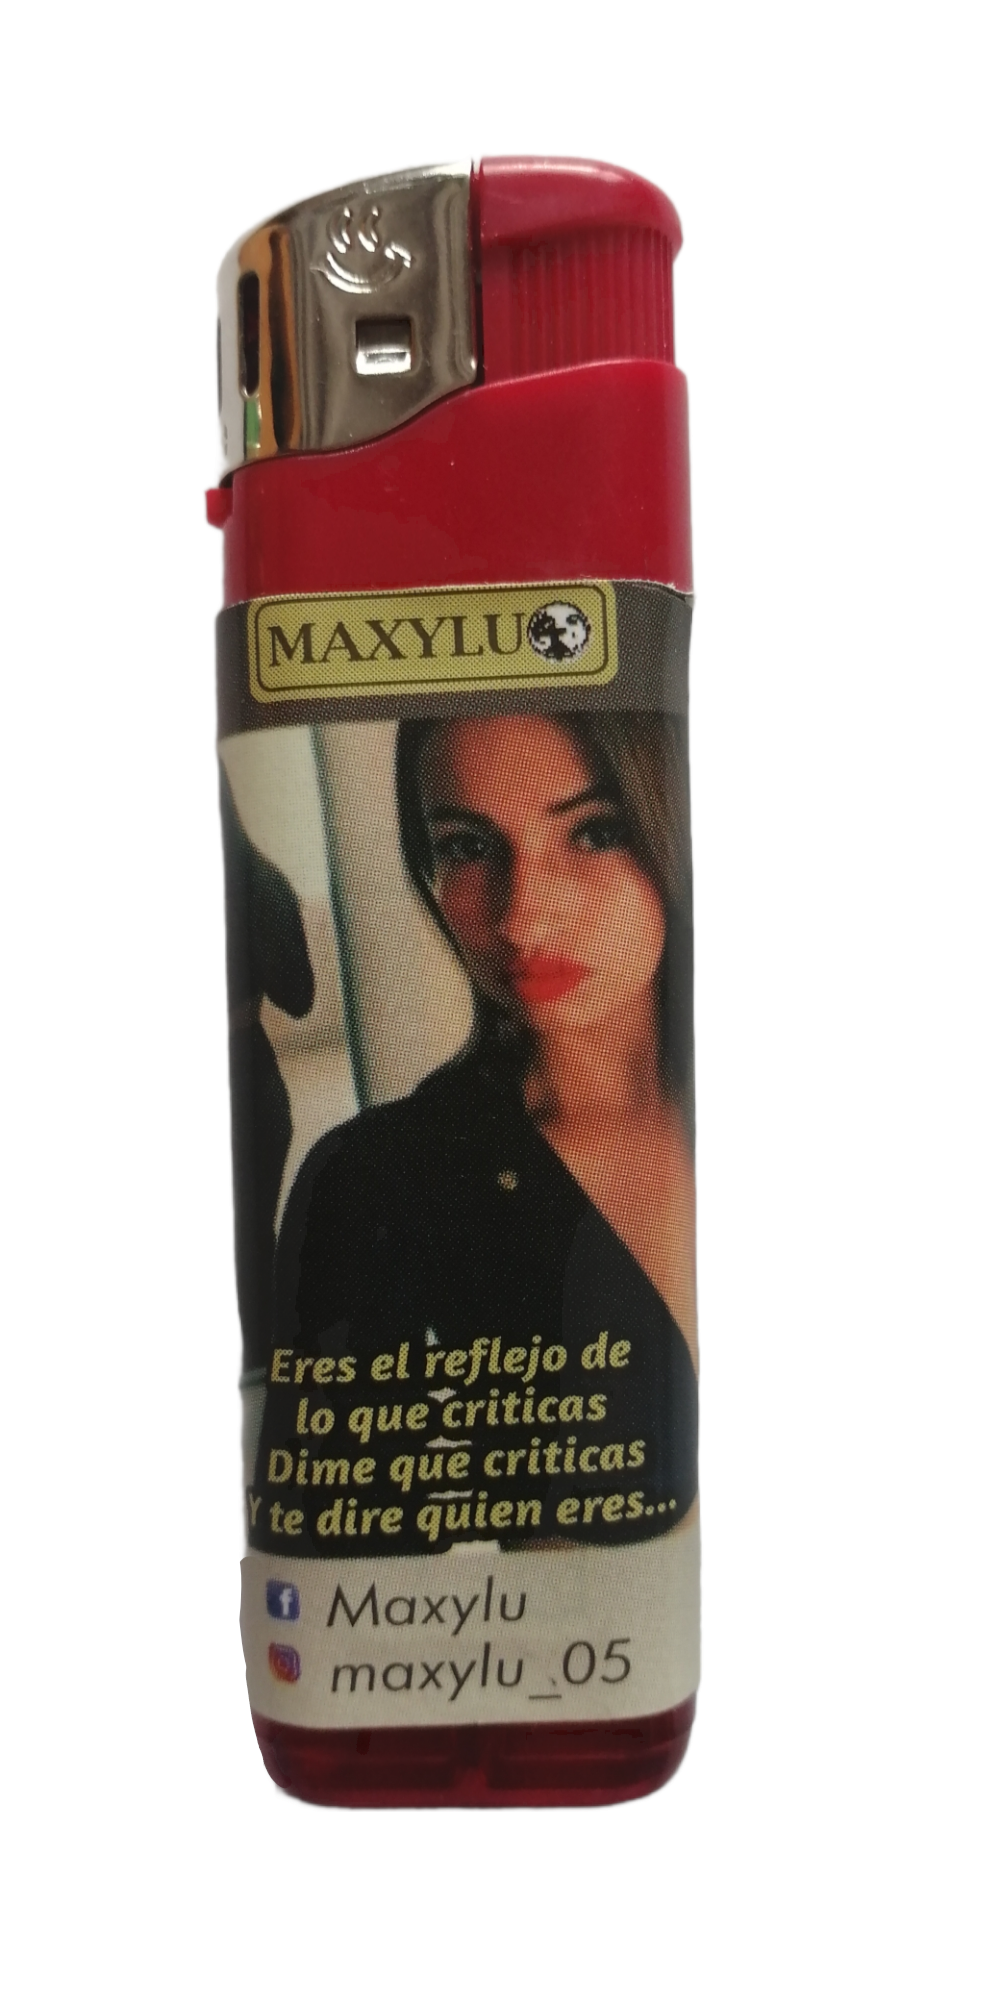 MAXYLU
Eres el reflejo de
lo que criticas
Dime que criticas
Y te dire quien eres...
Maxylu
maxylu_05